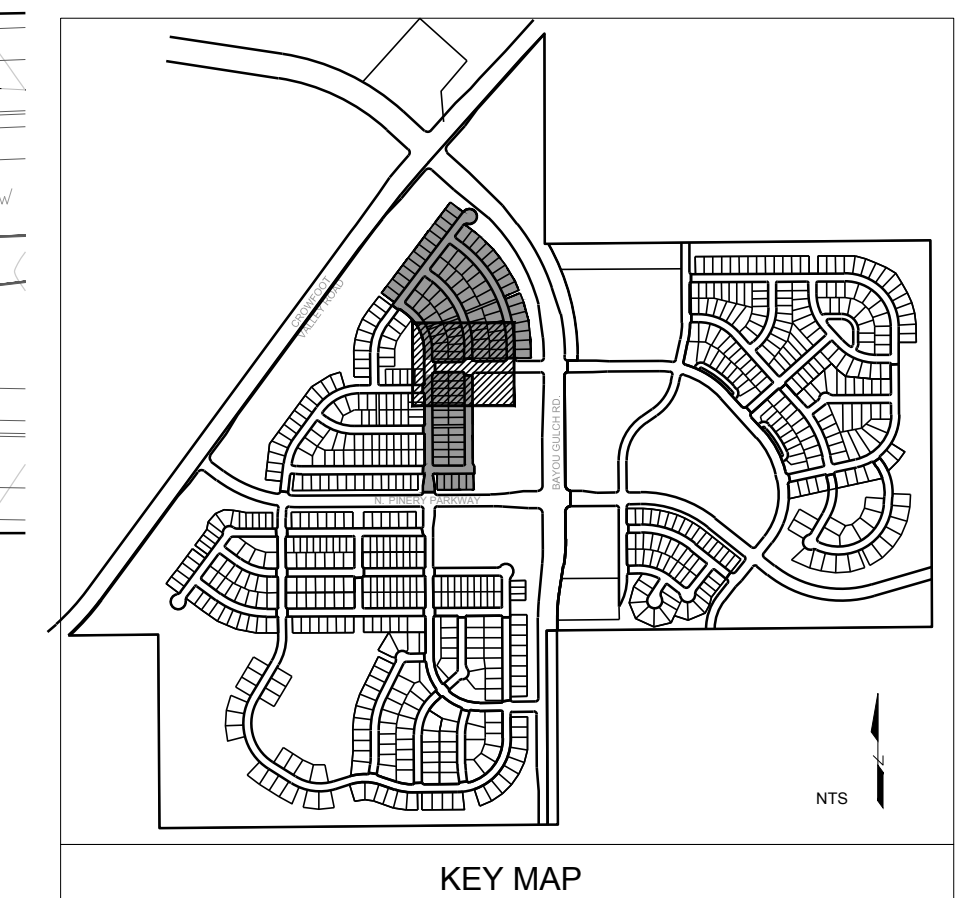 CROWFOOT
VALLEY ROAD
BAYOU GULCH RD.
N. PINERY PARKWAY
W
N
NTS
KEY MAP